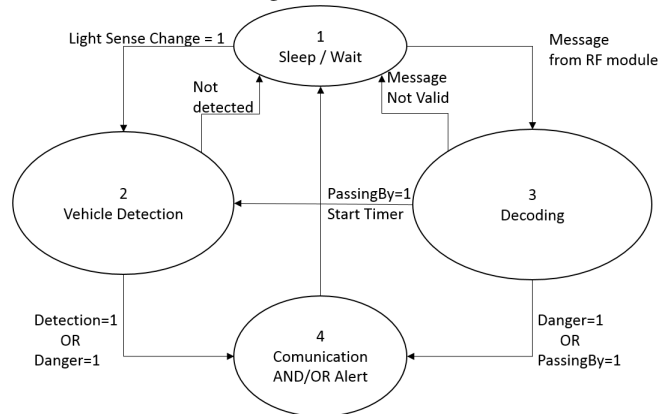 Light Sense Change = 1
1
Sleep / Wait
Message
from RF module
Not
detected
Message
Not Valid
2
Vehicle Detection
PassingBy=1
Start Timer
3
Decoding
Detection=1
OR
Danger=1
4
Comunication
AND/OR Alert
Danger=1
OR
PassingBy=1